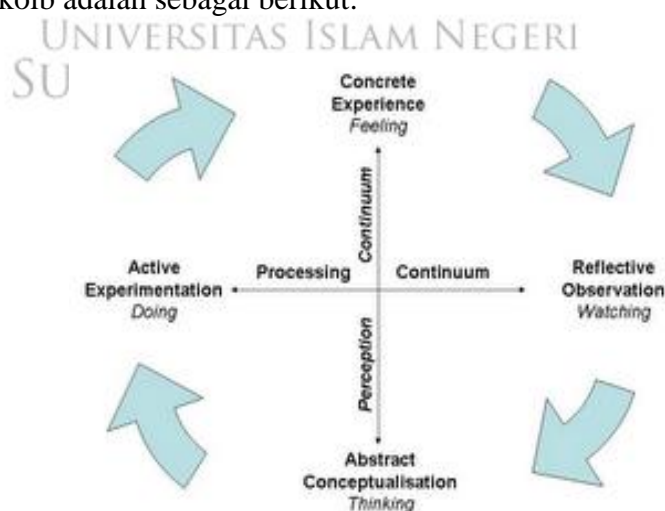 kolb adalah sebagai berikut:
UNIVERSITAS ISLAM NEGERI
SU
Concrete
Experience
Feeling
Continuum
Active
Experimentation
Doing
Processing Continuum
Reflective
Observation
Watching
Perception
Abstract
Conceptualisation
Thinking